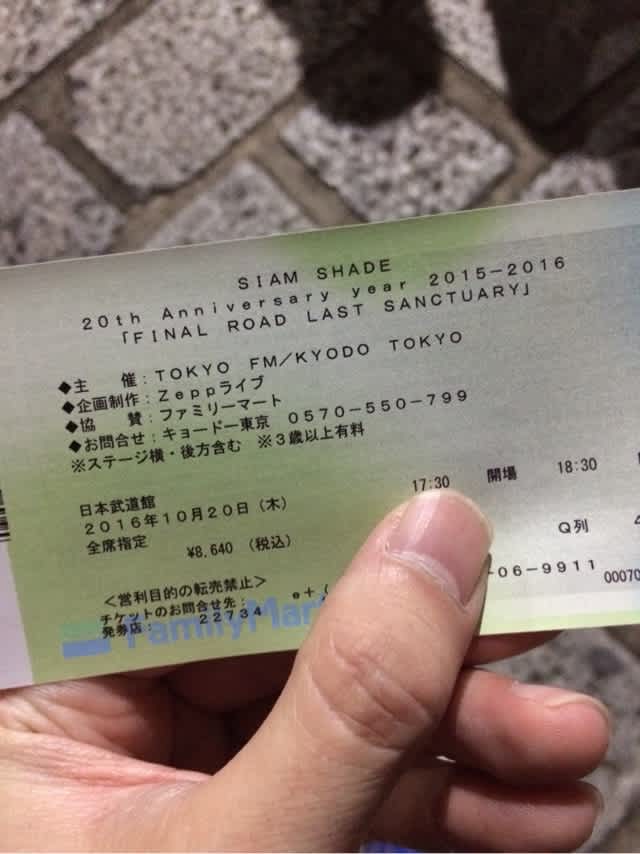 SIAM SHADE
20th Anniversary year 2015-2016
「FINAL ROAD LAST SANCTUARY」
◆主 催：TOKYO FM／KYODO TOKYO
◆企画制作：Zeppライブ
◆協 賛：ファミリーマート
◆お問合せ：キョードー東京 0570-550-799
※ステージ横・後方含む ※3歳以上有料
日本武道館 17:30 開場 18:30
2016年10月20日（木）
全席指定 Q列
¥8,640 （税込）
＜営利目的の転売禁止＞
チケットのお問合せ先： e+ ( -06-9911
発券店： 22734 00070
FamilyMart